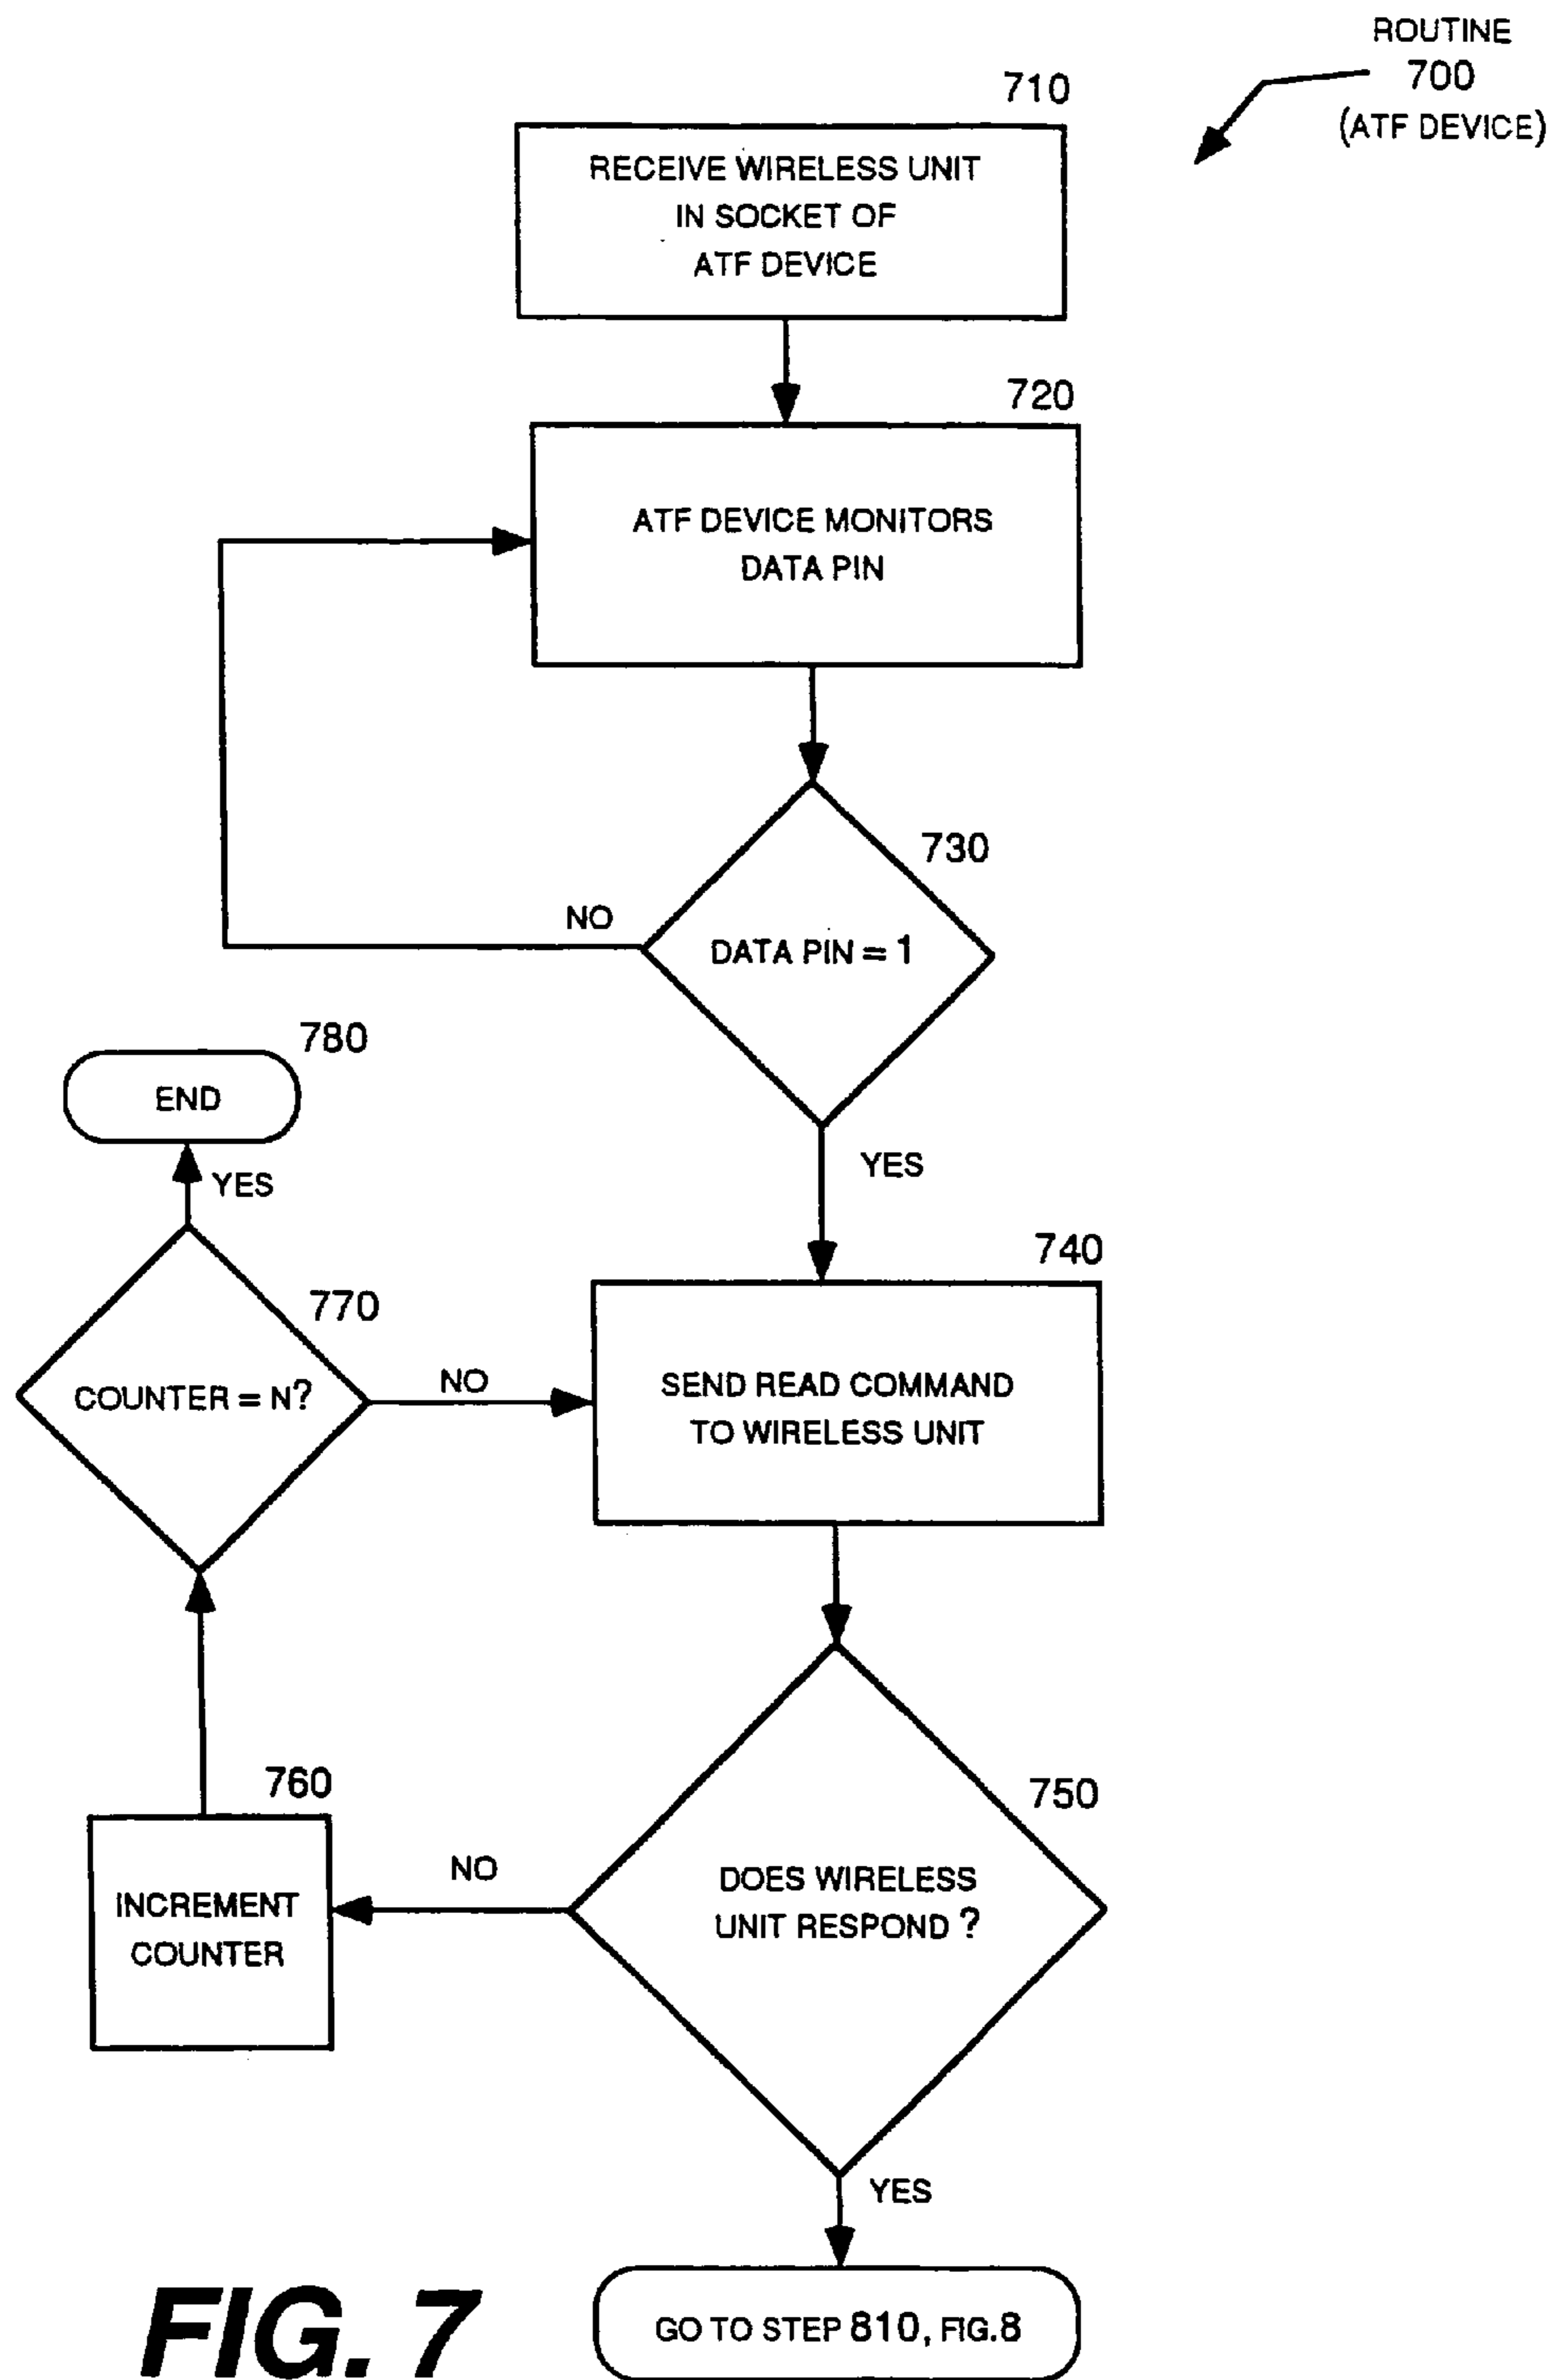 ROUTINE
700
(ATF DEVICE)
710
RECEIVE WIRELESS UNIT
IN SOCKET OF
ATF DEVICE
720
ATF DEVICE MONITORS
DATA PIN
730
NO
DATA PIN = 1
780
END
YES
YES
740
770
COUNTER = N?
NO
SEND READ COMMAND
TO WIRELESS UNIT
760
750
NO
DOES WIRELESS
UNIT RESPOND ?
INCREMENT
COUNTER
YES
GO TO STEP 810, FIG.8
FIG. 7